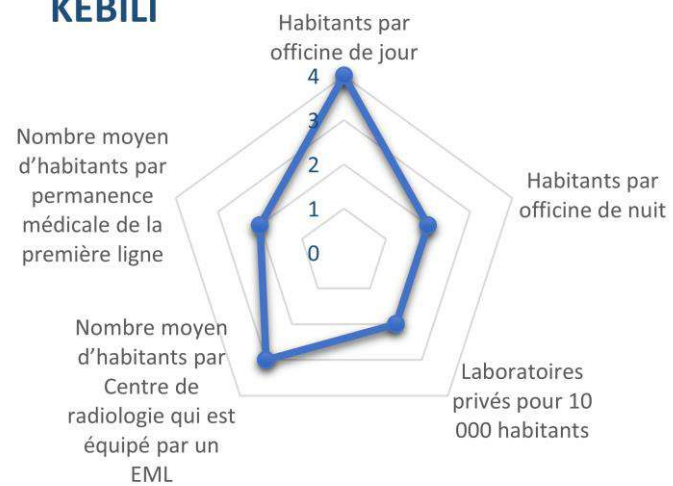 KEBILI
Habitants par
officine de jour
4
3
2
1
0
Habitants par
officine de nuit
Laboratoires
privés pour 10
000 habitants
Nombre moyen
d'habitants par
Centre de
radiologie qui est
équipé par un
EML
Nombre moyen
d'habitants par
permanence
médicale de la
première ligne